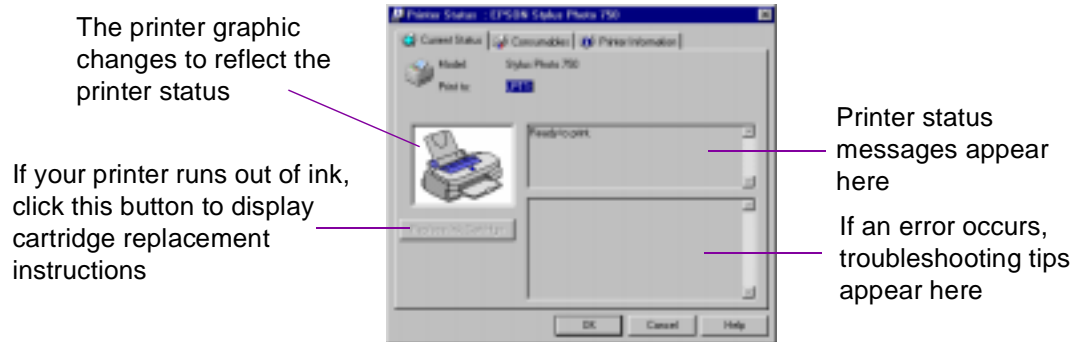 The printer graphic
changes to reflect the
printer status
If your printer runs out of ink,
click this button to display
cartridge replacement
instructions
Printer Status : EPSON Stylus Photo 750
Current Status
Consumables
Printer Information
Model: Stylus Photo 750
Print to: LPT1:
Ready to print.
OK
Cancel
Help
Printer status
messages appear
here
If an error occurs,
troubleshooting tips
appear here